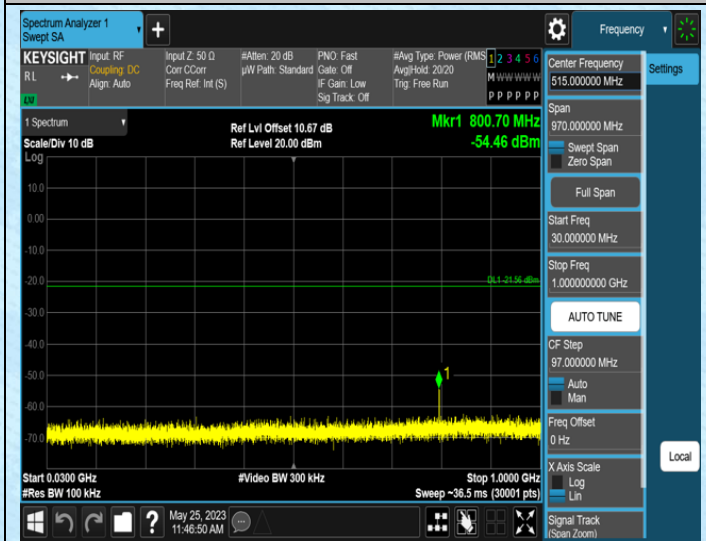 Spectrum Analyzer 1
Swept SA
Frequency
KEYSIGHT
R L
Input: RF
Coupling: DC
Align: Auto
Input Z: 50 Ω
Corr CCorr
Freq Ref: Int (S)
#Atten: 20 dB
µW Path: Standard
PNO: Fast
Gate: Off
IF Gain: Low
Sig Track: Off
#Avg Type: Power (RMS
Avg|Hold: 20/20
Trig: Free Run
1 2 3 4 5 6
M W W W W W
P P P P P P
Center Frequency
515.000000 MHz
Settings
Span
970.000000 MHz
Swept Span
Zero Span
Full Span
Start Freq
30.000000 MHz
Stop Freq
1.000000000 GHz
AUTO TUNE
CF Step
97.000000 MHz
Auto
Man
Freq Offset
0 Hz
X Axis Scale
Log
Lin
Signal Track
(Span Zoom)
Local
1 Spectrum
Scale/Div 10 dB
Log
Ref Lvl Offset 10.67 dB
Ref Level 20.00 dBm
Mkr1 800.70 MHz
-54.46 dBm
10.0
0.00
-10.0
-20.0
DL1 -21.56 dBm
-30.0
-40.0
-50.0
1
-60.0
-70.0
Start 0.0300 GHz
#Video BW 300 kHz
Stop 1.0000 GHz
#Res BW 100 kHz
Sweep ~36.5 ms (30001 pts)
?
May 25, 2023
11:46:50 AM